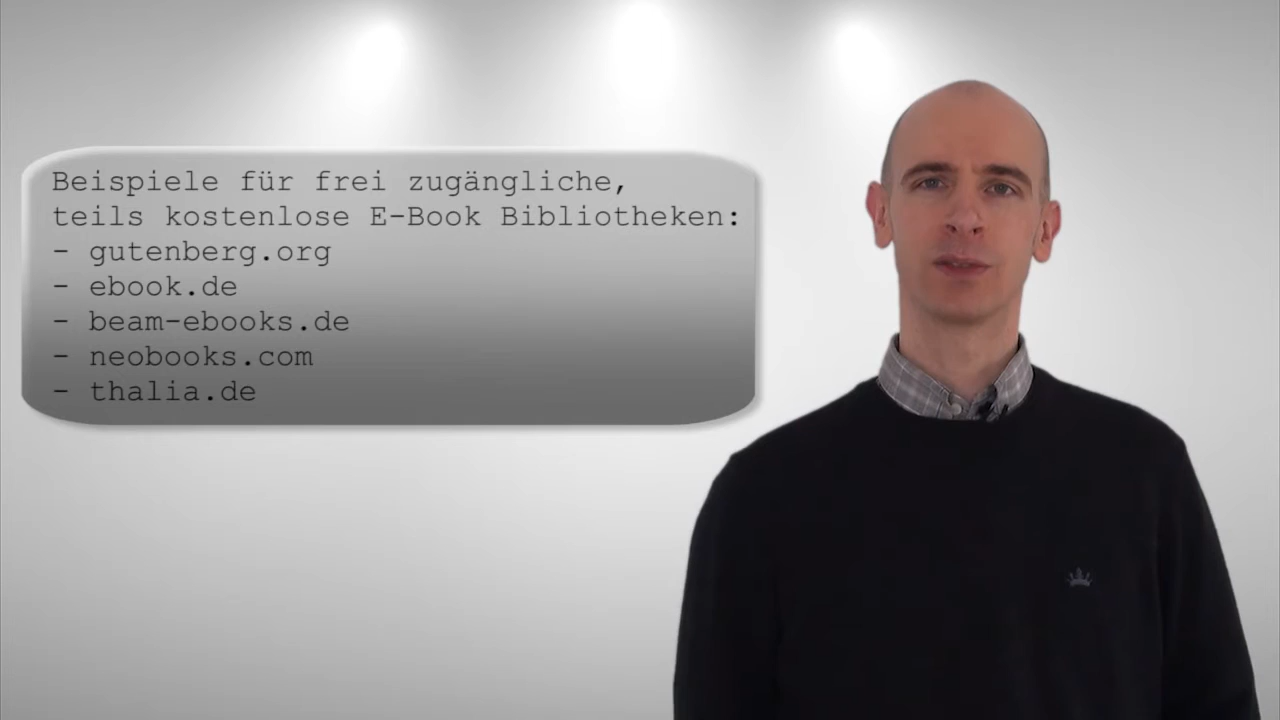 Beispiele für frei zugängliche,
teils kostenlose E-Book Bibliotheken:
- gutenberg.org
- ebook.de
- beam-ebooks.de
- neobooks.com
- thalia.de